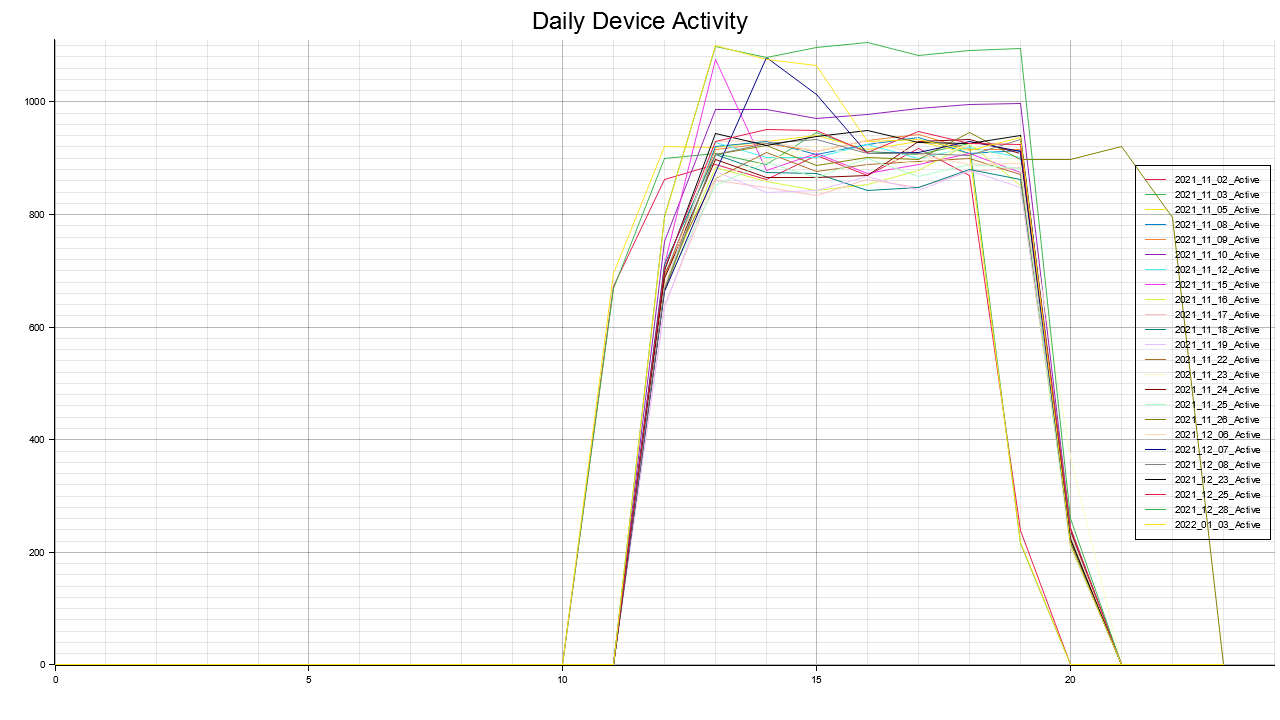 Daily Device Activity
1000
800
600
400
200
0
0 5 10 15 20
2021_11_02_Active
2021_11_03_Active
2021_11_05_Active
2021_11_08_Active
2021_11_09_Active
2021_11_10_Active
2021_11_12_Active
2021_11_15_Active
2021_11_16_Active
2021_11_17_Active
2021_11_18_Active
2021_11_19_Active
2021_11_22_Active
2021_11_23_Active
2021_11_24_Active
2021_11_25_Active
2021_11_26_Active
2021_12_06_Active
2021_12_07_Active
2021_12_08_Active
2021_12_23_Active
2021_12_25_Active
2021_12_28_Active
2022_01_03_Active